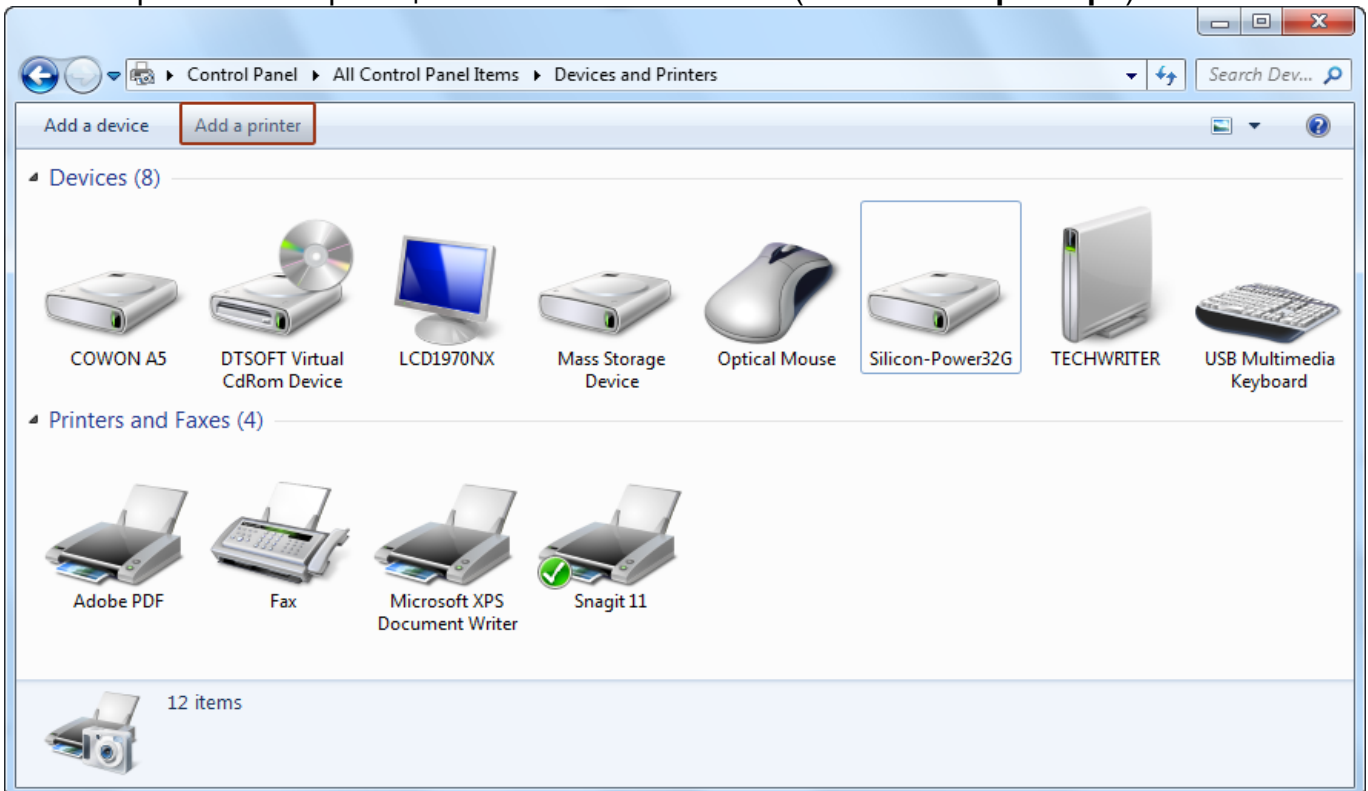 Control Panel ▸ All Control Panel Items ▸ Devices and Printers
Search Dev...
Add a device Add a printer
Devices (8)
COWON A5
DTSOFT Virtual
CdRom Device
LCD1970NX
Mass Storage
Device
Optical Mouse
Silicon-Power32G
TECHWRITER
USB Multimedia
Keyboard
Printers and Faxes (4)
Adobe PDF
Fax
Microsoft XPS
Document Writer
Snagit 11
12 items